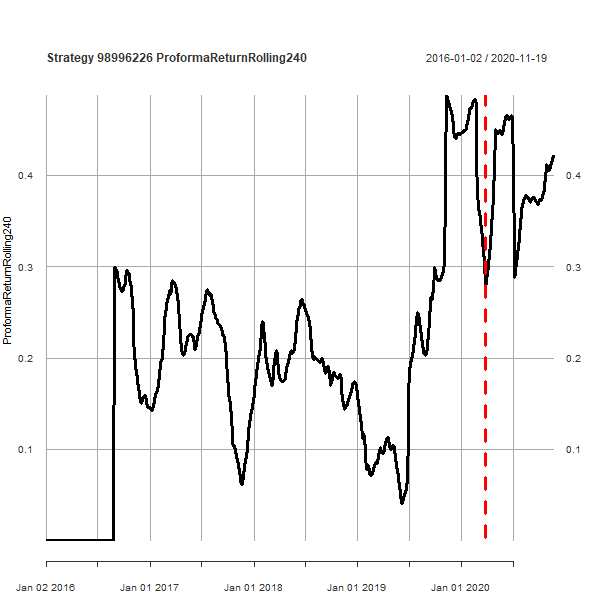 Strategy 98996226 ProformaReturnRolling240
2016-01-02 / 2020-11-19
ProformaReturnRolling240
0.4
0.4
0.3
0.3
0.2
0.2
0.1
0.1
Jan 02 2016
Jan 01 2017
Jan 01 2018
Jan 01 2019
Jan 01 2020